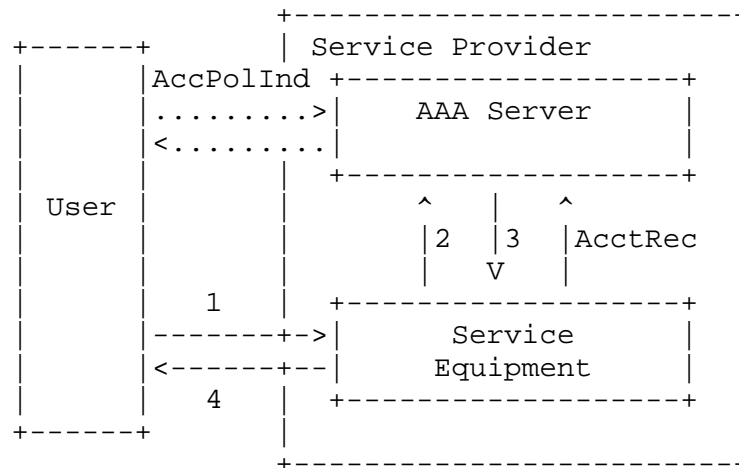 Service Provider
AccPolInd
AAA Server
User
2 3 AcctRec
1
Service
Equipment
4